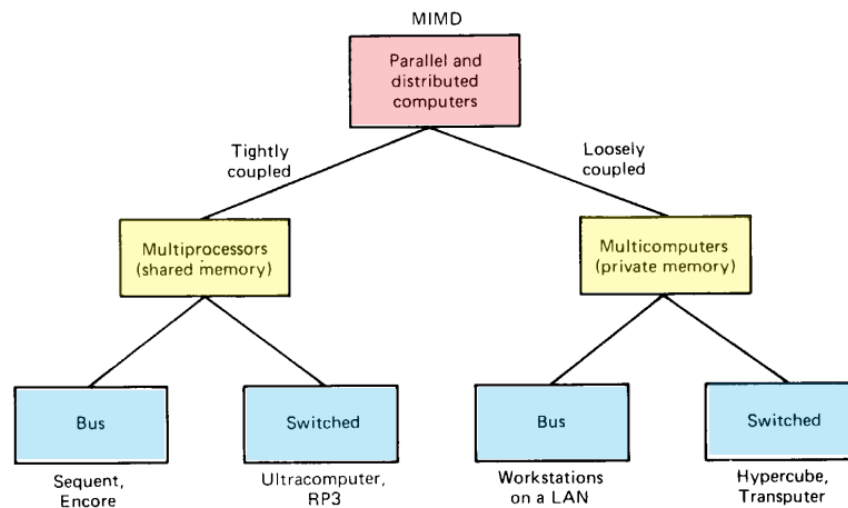 MIMD
Parallel and
distributed
computers
Tightly
coupled
Loosely
coupled
Multiprocessors
(shared memory)
Multicomputers
(private memory)
Bus
Switched
Bus
Switched
Sequent,
Encore
Ultracomputer,
RP3
Workstations
on a LAN
Hypercube,
Transputer